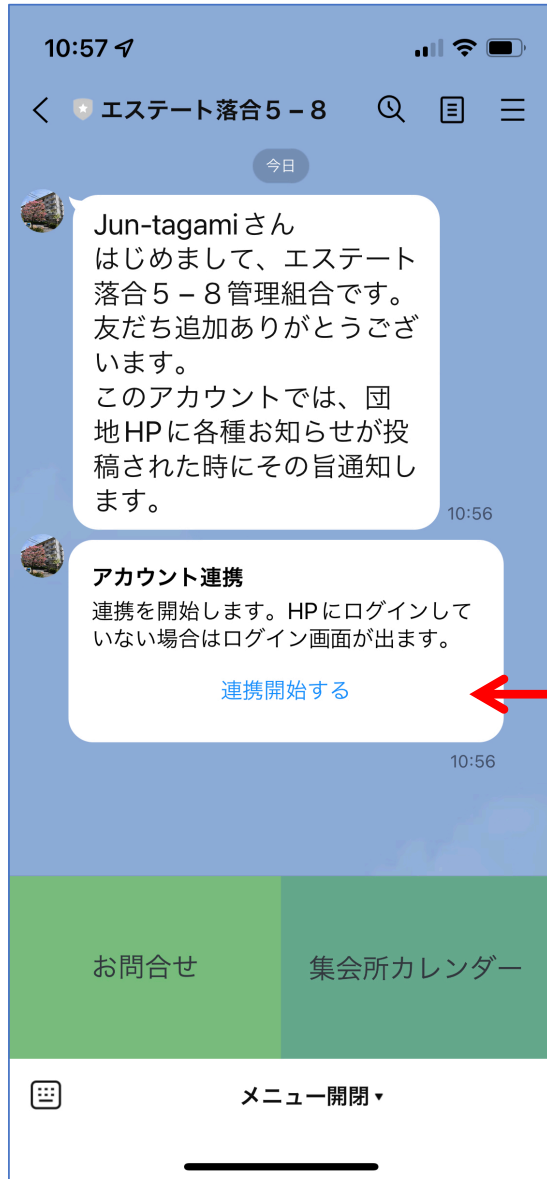 10:57
エステート落合５−８
今日
Jun-tagamiさん
はじめまして、エステート
落合５−８管理組合です。
友だち追加ありがとうござ
います。
このアカウントでは、団
地HPに各種お知らせが投
稿された時にその旨通知し
ます。
10:56
アカウント連携
連携を開始します。HPにログインして
いない場合はログイン画面が出ます。
連携開始する
10:56
お問合せ
集会所カレンダー
メニュー開閉▾